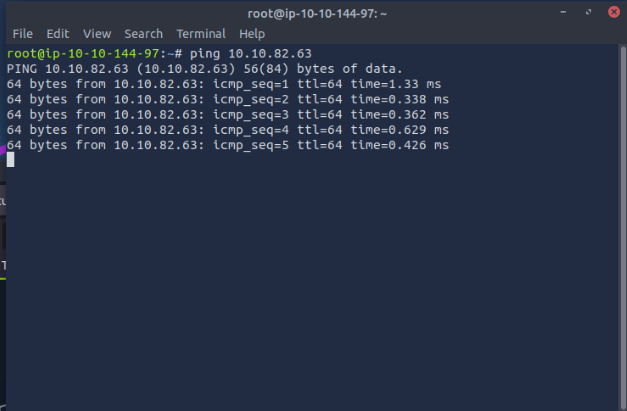 root@ip-10-10-144-97: ~
File Edit View Search Terminal Help
root@ip-10-10-144-97:~# ping 10.10.82.63
PING 10.10.82.63 (10.10.82.63) 56(84) bytes of data.
64 bytes from 10.10.82.63: icmp_seq=1 ttl=64 time=1.33 ms
64 bytes from 10.10.82.63: icmp_seq=2 ttl=64 time=0.338 ms
64 bytes from 10.10.82.63: icmp_seq=3 ttl=64 time=0.362 ms
64 bytes from 10.10.82.63: icmp_seq=4 ttl=64 time=0.629 ms
64 bytes from 10.10.82.63: icmp_seq=5 ttl=64 time=0.426 ms